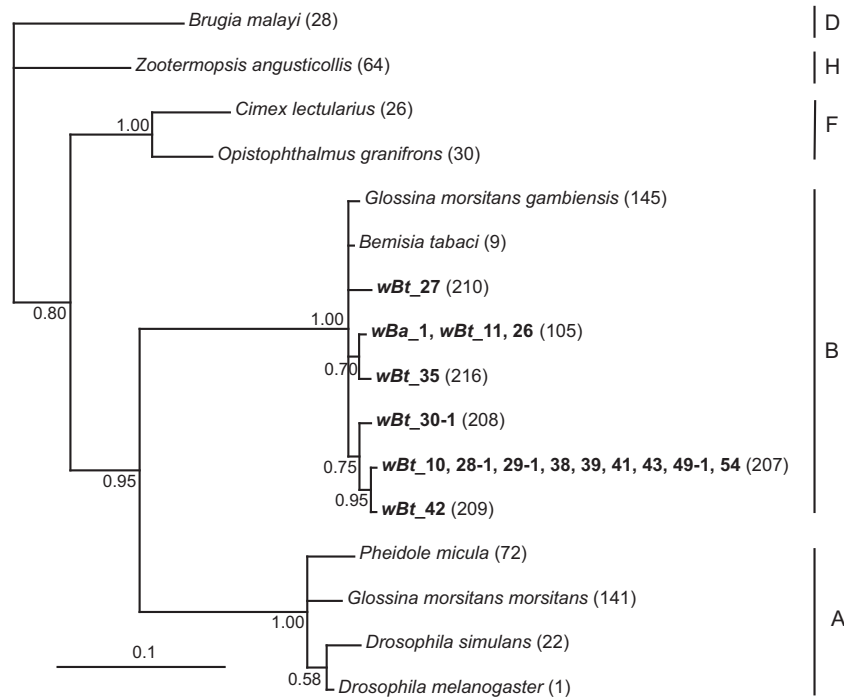 Brugia malayi (28)
D
Zootermopsis angusticollis (64)
H
Cimex lectularius (26)
1.00
F
Opistophthalmus granifrons (30)
Glossina morsitans gambiensis (145)
Bemisia tabaci (9)
wBt_27 (210)
0.80
1.00
wBa_1, wBt_11, 26 (105)
B
0.70
wBt_35 (216)
wBt_30-1 (208)
0.75
wBt_10, 28-1, 29-1, 38, 39, 41, 43, 49-1, 54 (207)
0.95
0.95
wBt_42 (209)
Pheidole micula (72)
Glossina morsitans morsitans (141)
A
1.00
Drosophila simulans (22)
0.1
0.58
Drosophila melanogaster (1)